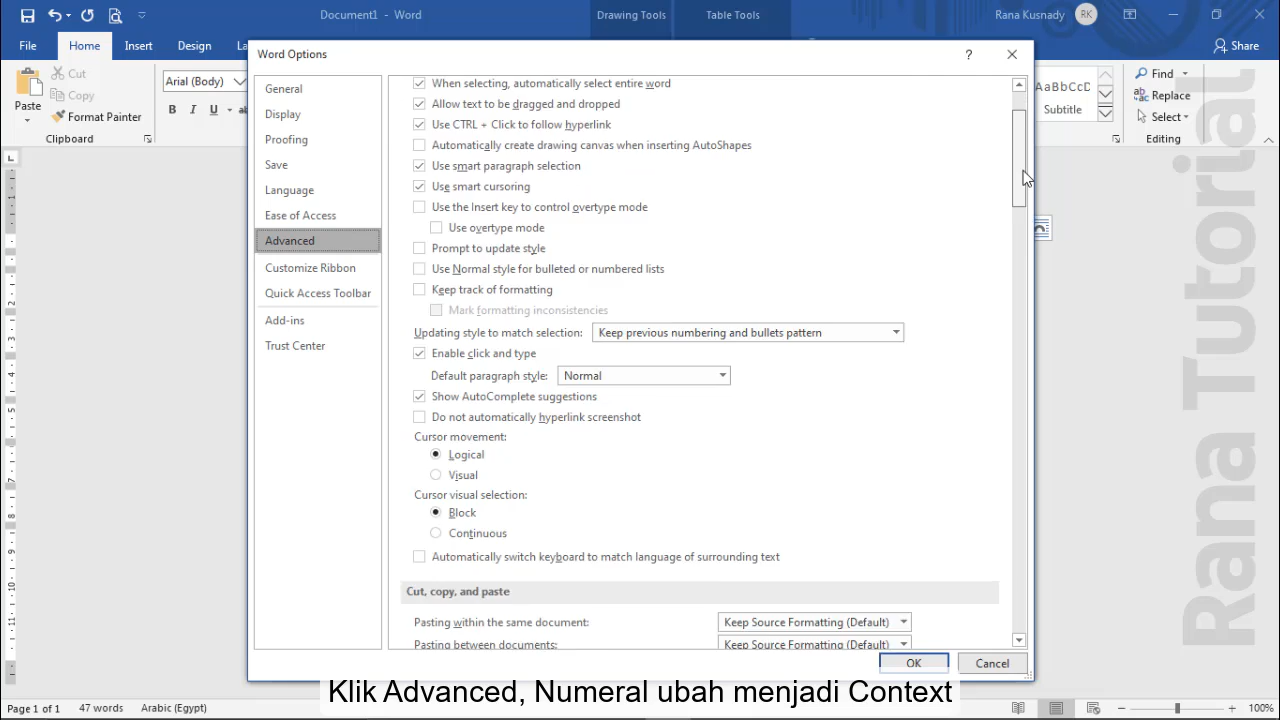 Document1 - Word
Drawing Tools
Table Tools
Rana Kusnady
RK
File
Home
Insert
Design
Share
Paste
Cut
Copy
Format Painter
Clipboard
Arial (Body)
B I U
AaBbCcD
Subtitle
Find
Replace
Select
Editing
Word Options
?
General
Display
Proofing
Save
Language
Ease of Access
Advanced
Customize Ribbon
Quick Access Toolbar
Add-ins
Trust Center
When selecting, automatically select entire word
Allow text to be dragged and dropped
Use CTRL + Click to follow hyperlink
Automatically create drawing canvas when inserting AutoShapes
Use smart paragraph selection
Use smart cursoring
Use the Insert key to control overtype mode
Use overtype mode
Prompt to update style
Use Normal style for bulleted or numbered lists
Keep track of formatting
Mark formatting inconsistencies
Updating style to match selection: Keep previous numbering and bullets pattern
Enable click and type
Default paragraph style: Normal
Show AutoComplete suggestions
Do not automatically hyperlink screenshot
Cursor movement:
Logical
Visual
Cursor visual selection:
Block
Continuous
Automatically switch keyboard to match language of surrounding text
Cut, copy, and paste
Pasting within the same document: Keep Source Formatting (Default)
Pasting between documents: Keep Source Formatting (Default)
OK
Cancel
Rana Tutorial
Klik Advanced, Numeral ubah menjadi Context
Page 1 of 1
47 words
Arabic (Egypt)
100%